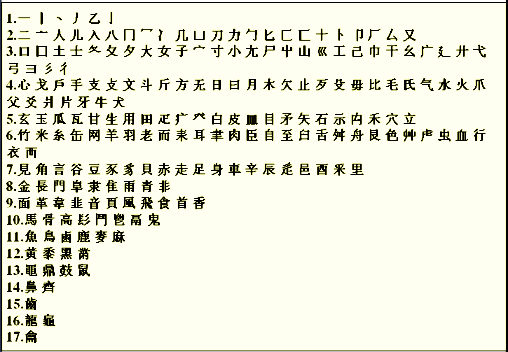 1.一 丨 丶 丿 乙 亅
2.二 亠 人 儿 入 八 冂 冖 冫 几 凵 刀 力 勹 匕 匚 匸 十 卜 卩 厂 厶 又
3.口 囗 土 士 夂 夊 夕 大 女 子 宀 寸 小 尢 尸 屮 山 巛 工 己 巾 干 幺 广 廴 廾 弋
弓 彐 彡 彳
4.心 戈 戶 手 支 攴 文 斗 斤 方 无 日 曰 月 木 欠 止 歹 殳 毋 比 毛 氏 气 水 火 爪
父 爻 爿 片 牙 牛 犬
5.玄 玉 瓜 瓦 甘 生 用 田 疋 疒 癶 白 皮 皿 目 矛 矢 石 示 禸 禾 穴 立
6.竹 米 糸 缶 网 羊 羽 老 而 耒 耳 聿 肉 臣 自 至 臼 舌 舛 舟 艮 色 艸 虍 虫 血 行
衣 襾
7.見 角 言 谷 豆 豕 豸 貝 赤 走 足 身 車 辛 辰 辵 邑 酉 釆 里
8.金 長 門 阜 隶 隹 雨 靑 非
9.面 革 韋 韭 音 頁 風 飛 食 首 香
10.馬 骨 高 髟 鬥 鬯 鬲 鬼
11.魚 鳥 鹵 鹿 麥 麻
12.黄 黍 黑 黹
13.黽 鼎 鼓 鼠
14.鼻 齊
15.齒
16.龍 龜
17.龠